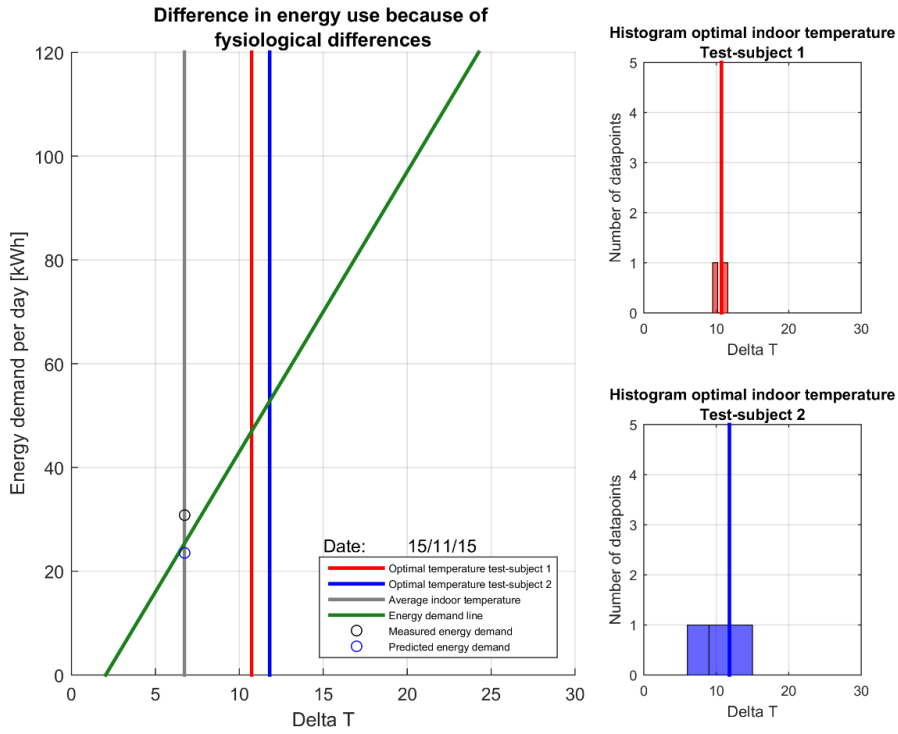 Difference in energy use because of
fysiological differences
120
100
80
60
40
20
0
Energy demand per day [kWh]
0 5 10 15 20 25 30
Delta T
Date: 15/11/15
Optimal temperature test-subject 1
Optimal temperature test-subject 2
Average indoor temperature
Energy demand line
Measured energy demand
Predicted energy demand
Histogram optimal indoor temperature
Test-subject 1
5
4
3
2
1
0
Number of datapoints
0 10 20 30
Delta T
Histogram optimal indoor temperature
Test-subject 2
5
4
3
2
1
0
Number of datapoints
0 10 20 30
Delta T